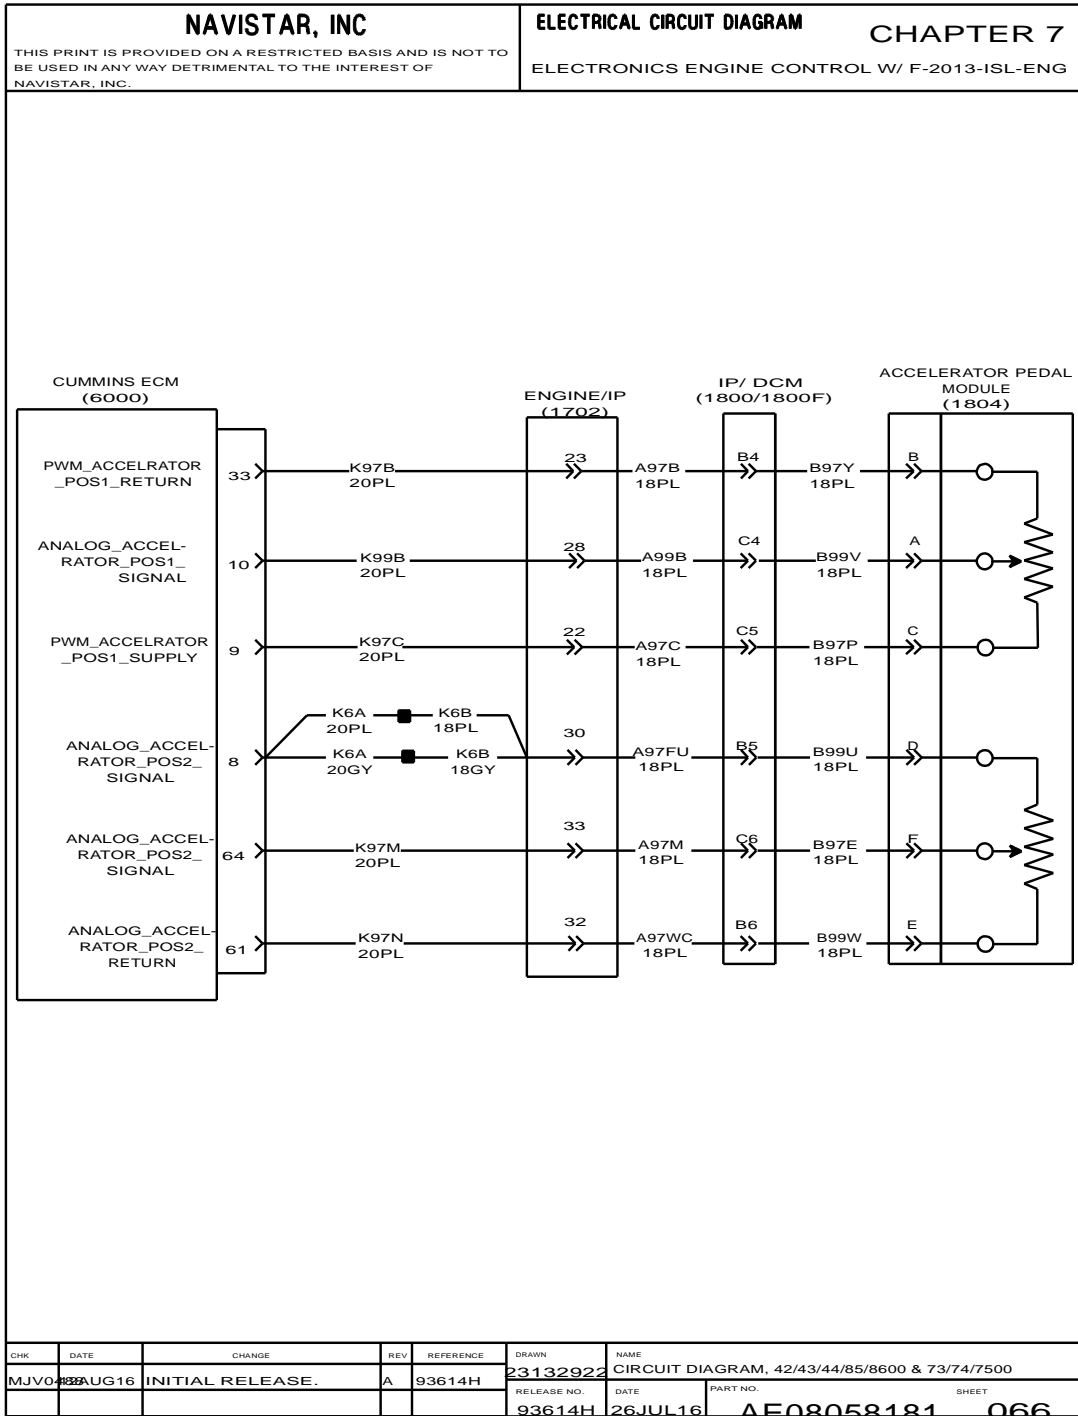 NAVISTAR, INC
THIS PRINT IS PROVIDED ON A RESTRICTED BASIS AND IS NOT TO
BE USED IN ANY WAY DETRIMENTAL TO THE INTEREST OF
NAVISTAR, INC.
ELECTRICAL CIRCUIT DIAGRAM
CHAPTER 7
ELECTRONICS ENGINE CONTROL W/ F-2013-ISL-ENG
CUMMINS ECM
(6000)
ENGINE/IP
(1702)
IP/ DCM
(1800/1800F)
ACCELERATOR PEDAL
MODULE
(1804)
PWM_ACCELRATOR
_POS1_RETURN
33
K97B
20PL
23
A97B
18PL
B4
B97Y
18PL
B
ANALOG_ACCEL-
RATOR_POS1_
SIGNAL
10
K99B
20PL
28
A99B
18PL
C4
B99V
18PL
A
PWM_ACCELRATOR
_POS1_SUPPLY
9
K97C
20PL
22
A97C
18PL
C5
B97P
18PL
C
K6A
20PL
K6B
18PL
ANALOG_ACCEL-
RATOR_POS2_
SIGNAL
8
K6A
20GY
K6B
18GY
30
A97FU
18PL
B5
B99U
18PL
D
ANALOG_ACCEL-
RATOR_POS2_
SIGNAL
64
K97M
20PL
33
A97M
18PL
C6
B97E
18PL
F
ANALOG_ACCEL-
RATOR_POS2_
RETURN
61
K97N
20PL
32
A97WC
18PL
B6
B99W
18PL
E
CHK
DATE
CHANGE
REV
REFERENCE
DRAWN
NAME
AUG16
INITIAL RELEASE.
A
93614H
23132922
CIRCUIT DIAGRAM, 42/43/44/85/8600 & 73/74/7500
RELEASE NO.
DATE
PART NO.
SHEET
93614H
26JUL16
AE08058181
066